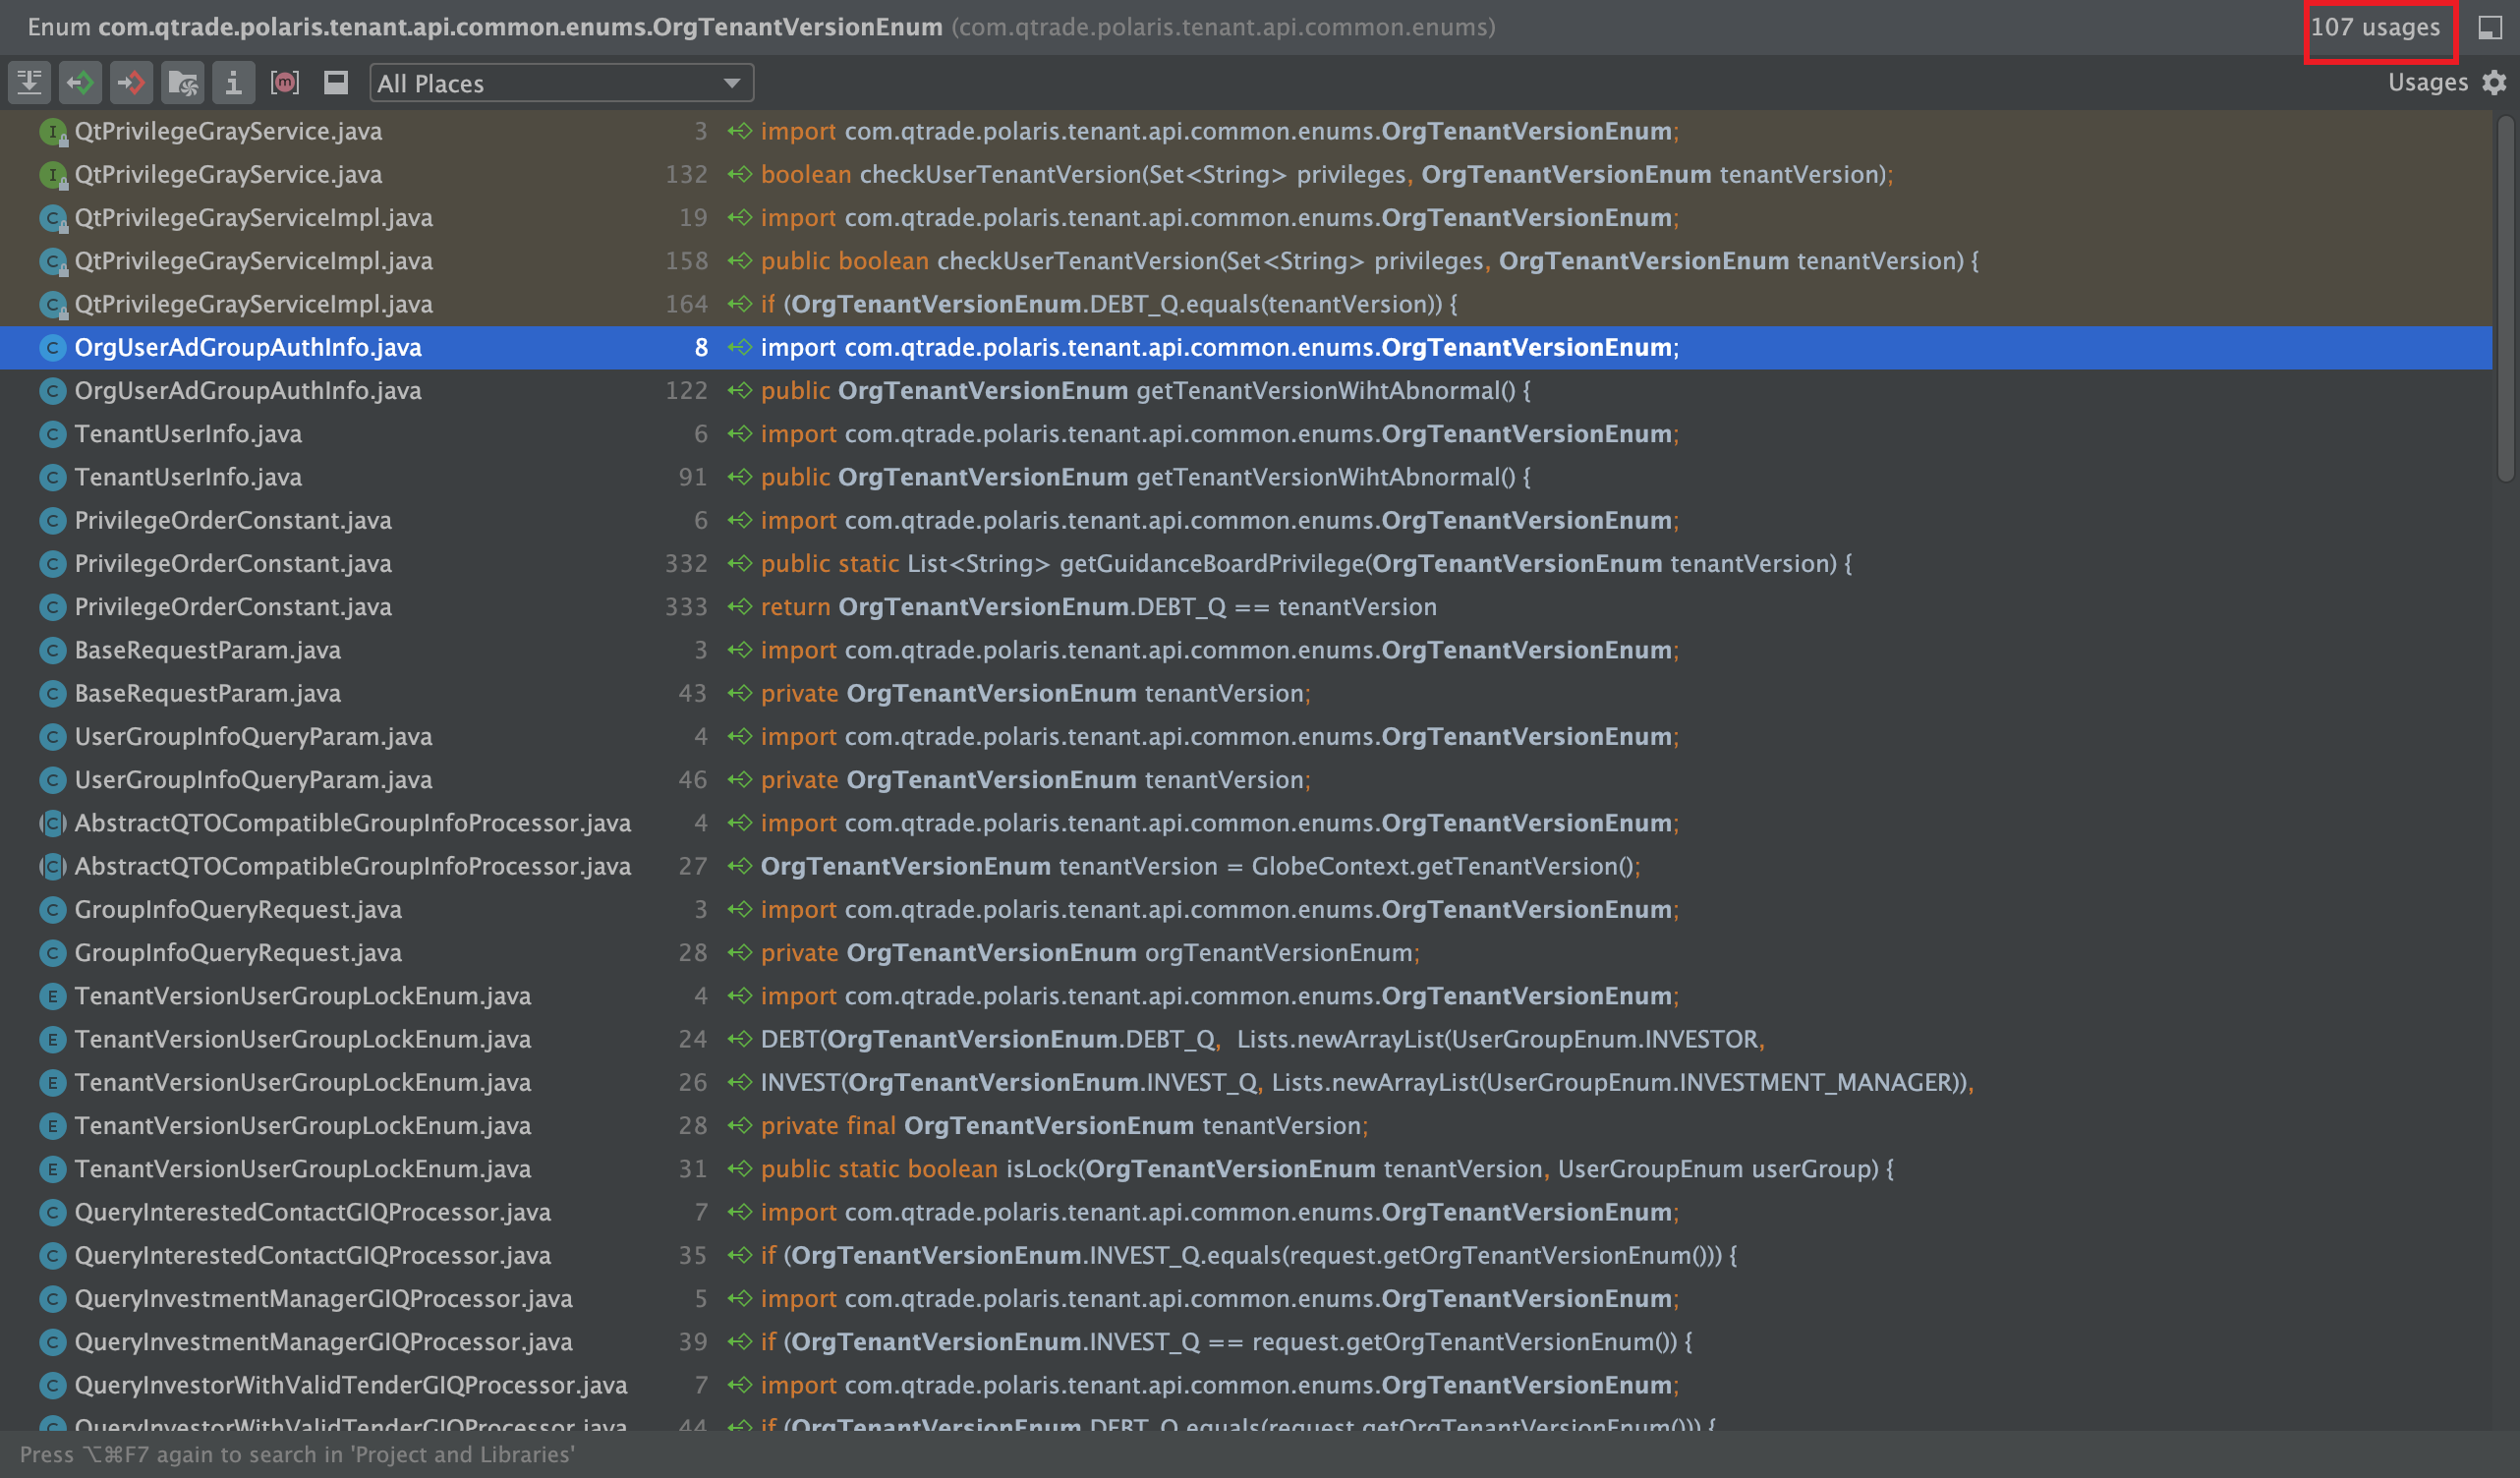 Enum com.qtrade.polaris.tenant.api.common.enums.OrgTenantVersionEnum (com.qtrade.polaris.tenant.api.common.enums) 107 usages
All Places Usages
QtPrivilegeGrayService.java 3 import com.qtrade.polaris.tenant.api.common.enums.OrgTenantVersionEnum;
QtPrivilegeGrayService.java 132 boolean checkUserTenantVersion(Set<String> privileges, OrgTenantVersionEnum tenantVersion);
QtPrivilegeGrayServiceImpl.java 19 import com.qtrade.polaris.tenant.api.common.enums.OrgTenantVersionEnum;
QtPrivilegeGrayServiceImpl.java 158 public boolean checkUserTenantVersion(Set<String> privileges, OrgTenantVersionEnum tenantVersion) {
QtPrivilegeGrayServiceImpl.java 164 if (OrgTenantVersionEnum.DEBT_Q.equals(tenantVersion)) {
OrgUserAdGroupAuthInfo.java 8 import com.qtrade.polaris.tenant.api.common.enums.OrgTenantVersionEnum;
OrgUserAdGroupAuthInfo.java 122 public OrgTenantVersionEnum getTenantVersionWihtAbnormal() {
TenantUserInfo.java 6 import com.qtrade.polaris.tenant.api.common.enums.OrgTenantVersionEnum;
TenantUserInfo.java 91 public OrgTenantVersionEnum getTenantVersionWihtAbnormal() {
PrivilegeOrderConstant.java 6 import com.qtrade.polaris.tenant.api.common.enums.OrgTenantVersionEnum;
PrivilegeOrderConstant.java 332 public static List<String> getGuidanceBoardPrivilege(OrgTenantVersionEnum tenantVersion) {
PrivilegeOrderConstant.java 333 return OrgTenantVersionEnum.DEBT_Q == tenantVersion
BaseRequestParam.java 3 import com.qtrade.polaris.tenant.api.common.enums.OrgTenantVersionEnum;
BaseRequestParam.java 43 private OrgTenantVersionEnum tenantVersion;
UserGroupInfoQueryParam.java 4 import com.qtrade.polaris.tenant.api.common.enums.OrgTenantVersionEnum;
UserGroupInfoQueryParam.java 46 private OrgTenantVersionEnum tenantVersion;
AbstractQTOCompatibleGroupInfoProcessor.java 4 import com.qtrade.polaris.tenant.api.common.enums.OrgTenantVersionEnum;
AbstractQTOCompatibleGroupInfoProcessor.java 27 OrgTenantVersionEnum tenantVersion = GlobeContext.getTenantVersion();
GroupInfoQueryRequest.java 3 import com.qtrade.polaris.tenant.api.common.enums.OrgTenantVersionEnum;
GroupInfoQueryRequest.java 28 private OrgTenantVersionEnum orgTenantVersionEnum;
TenantVersionUserGroupLockEnum.java 4 import com.qtrade.polaris.tenant.api.common.enums.OrgTenantVersionEnum;
TenantVersionUserGroupLockEnum.java 24 DEBT(OrgTenantVersionEnum.DEBT_Q, Lists.newArrayList(UserGroupEnum.INVESTOR,
TenantVersionUserGroupLockEnum.java 26 INVEST(OrgTenantVersionEnum.INVEST_Q, Lists.newArrayList(UserGroupEnum.INVESTMENT_MANAGER)),
TenantVersionUserGroupLockEnum.java 28 private final OrgTenantVersionEnum tenantVersion;
TenantVersionUserGroupLockEnum.java 31 public static boolean isLock(OrgTenantVersionEnum tenantVersion, UserGroupEnum userGroup) {
QueryInterestedContactGIQProcessor.java 7 import com.qtrade.polaris.tenant.api.common.enums.OrgTenantVersionEnum;
QueryInterestedContactGIQProcessor.java 35 if (OrgTenantVersionEnum.INVEST_Q.equals(request.getOrgTenantVersionEnum())) {
QueryInvestmentManagerGIQProcessor.java 5 import com.qtrade.polaris.tenant.api.common.enums.OrgTenantVersionEnum;
QueryInvestmentManagerGIQProcessor.java 39 if (OrgTenantVersionEnum.INVEST_Q == request.getOrgTenantVersionEnum()) {
QueryInvestorWithValidTenderGIQProcessor.java 7 import com.qtrade.polaris.tenant.api.common.enums.OrgTenantVersionEnum;
QueryInvestorWithValidTenderGIQProcessor.java 44 if (OrgTenantVersionEnum.DEBT_Q.equals(request.getOrgTenantVersionEnum())) {
Press ⌥⌘F7 again to search in 'Project and Libraries'